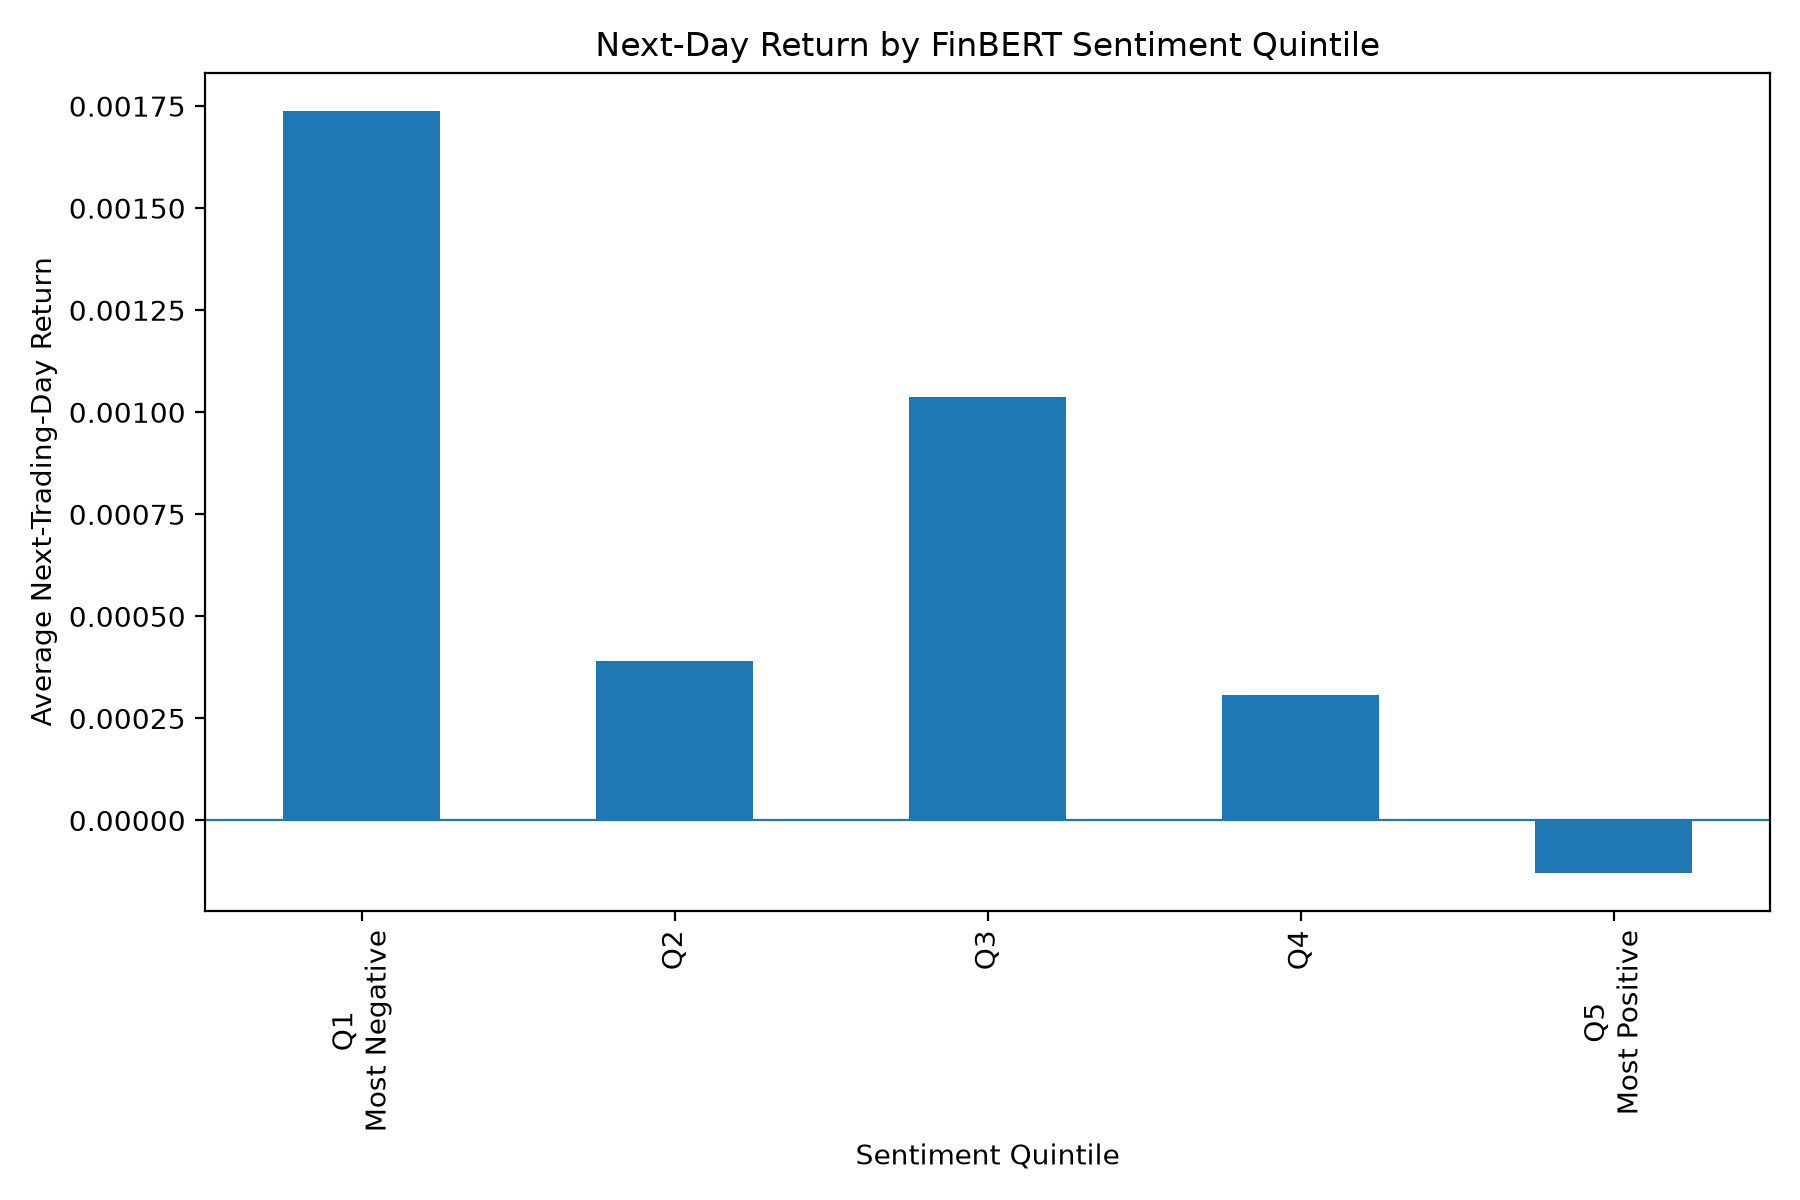 Next-Day Return by FinBERT Sentiment Quintile
Average Next-Trading-Day Return
0.00175
0.00150
0.00125
0.00100
0.00075
0.00050
0.00025
0.00000
Q1
Most Negative
Q2
Q3
Q4
Q5
Most Positive
Sentiment Quintile